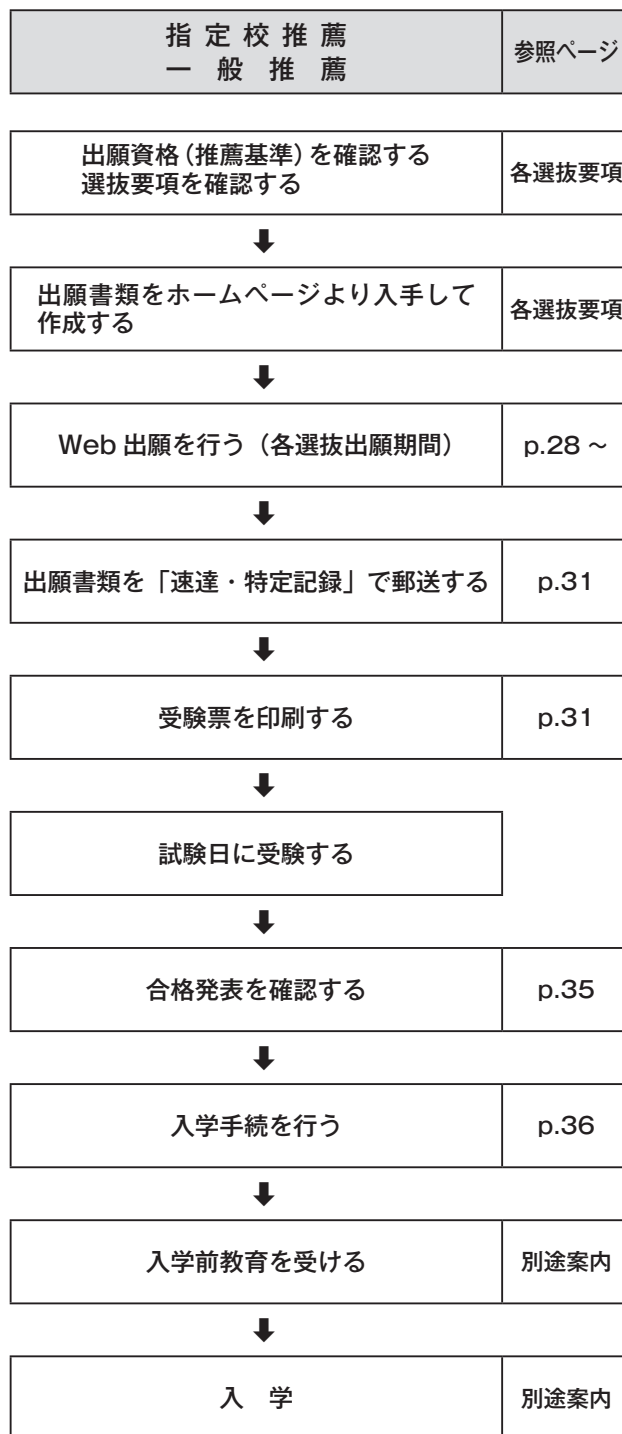 指定校推薦
一般推薦
参照ページ
出願資格(推薦基準)を確認する
選抜要項を確認する
各選抜要項
出願書類をホームページより入手して
作成する
各選抜要項
Web 出願を行う(各選抜出願期間)
p.28 ～
出願書類を「速達・特定記録」で郵送する
p.31
受験票を印刷する
p.31
試験日に受験する
合格発表を確認する
p.35
入学手続を行う
p.36
入学前教育を受ける
別途案内
入 学
別途案内